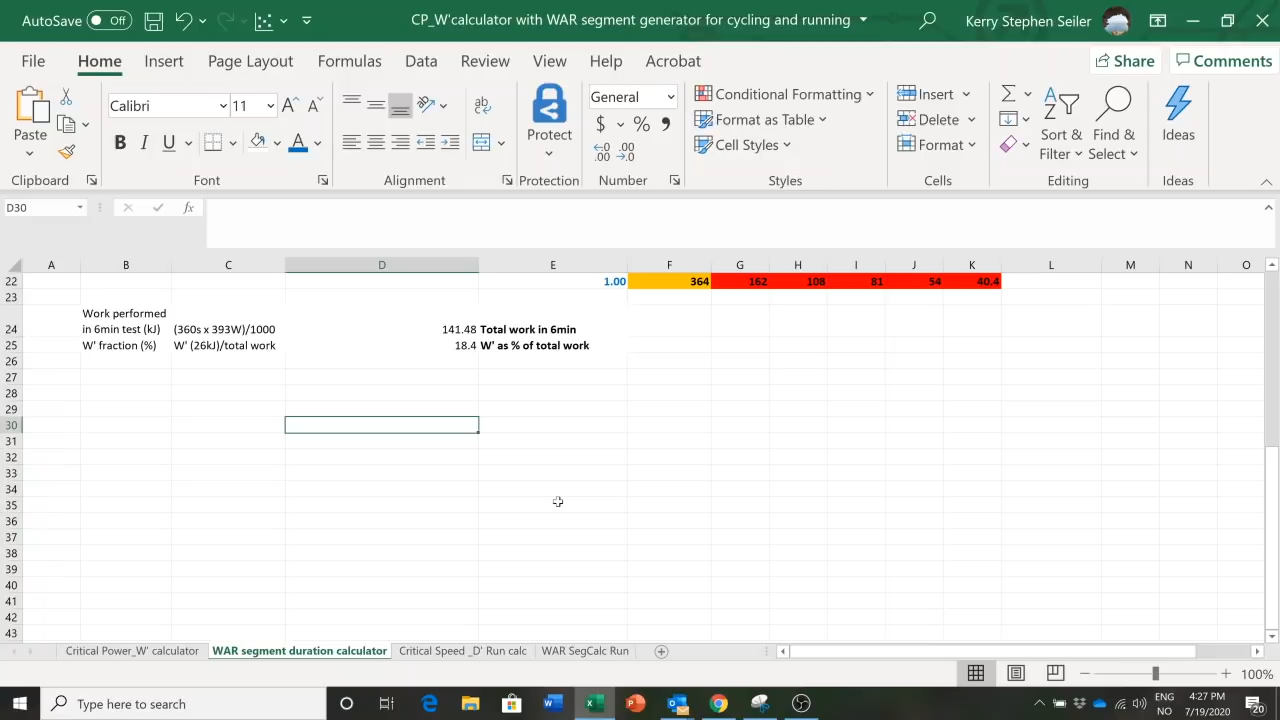 AutoSave Off CP_W'calculator with WAR segment generator for cycling and running Kerry Stephen Seiler
File Home Insert Page Layout Formulas Data Review View Help Acrobat Share Comments
Paste Calibri 11 General Conditional Formatting Insert
Format as Table Delete
Cell Styles Format
Protect Sort & Filter Find & Select Ideas
Clipboard Font Alignment Protection Number Styles Cells Editing Ideas
D30 fx
A B C D E F G H I J K L M N O
22 1.00 364 162 108 81 54 40.4
23
Work performed
24 in 6min test (kJ) (360s x 393W)/1000 141.48 Total work in 6min
25 W' fraction (%) W' (26kJ)/total work 18.4 W' as % of total work
26
27
28
29
30
31
32
33
34
35
36
37
38
39
40
41
42
43
Critical Power_W' calculator WAR segment duration calculator Critical Speed _D' Run calc WAR SegCalc Run
100%
Type here to search ENG 4:27 PM
NO 7/19/2020 20